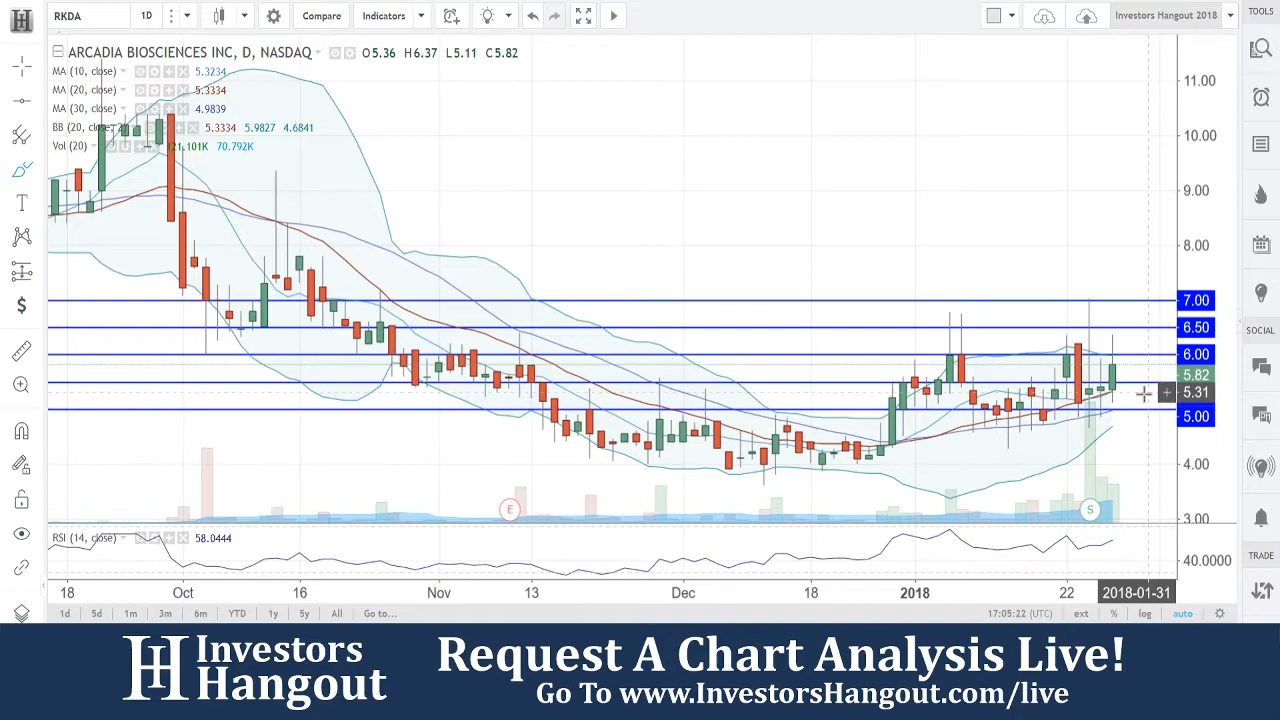 RKDA 1D Compare Indicators Investors Hangout 2018 TOOLS
ARCADIA BIOSCIENCES INC, D, NASDAQ O5.36 H6.37 L5.11 C5.82
MA (10, close) 5.3234
MA (20, close) 5.3334
MA (30, close) 4.9839
BB (20, close, 2) 5.3334 5.9827 4.6841
Vol (20) 121.101K 70.792K
11.00
10.00
9.00
8.00
7.00
6.50
6.00
5.82
5.31
5.00
4.00
3.00
SOCIAL
TRADE
E
S
RSI (14, close) 58.0444
40.0000
18 Oct 16 Nov 13 Dec 18 2018 22 2018-01-31
1d 5d 1m 3m 6m YTD 1y 5y All Go to... 17:05:22 (UTC) ext % log auto
Investors
Hangout
Request A Chart Analysis Live!
Go To www.InvestorsHangout.com/live